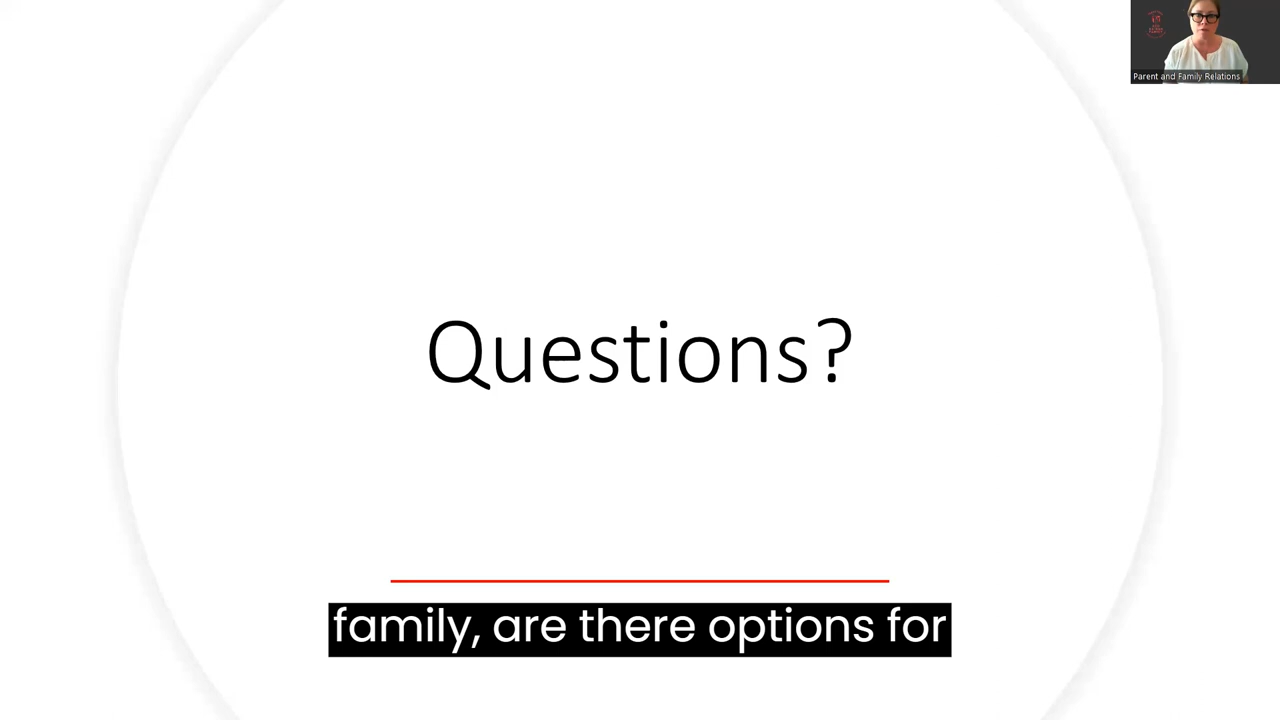 Parent and Family Relations
Questions?
family, are there options for